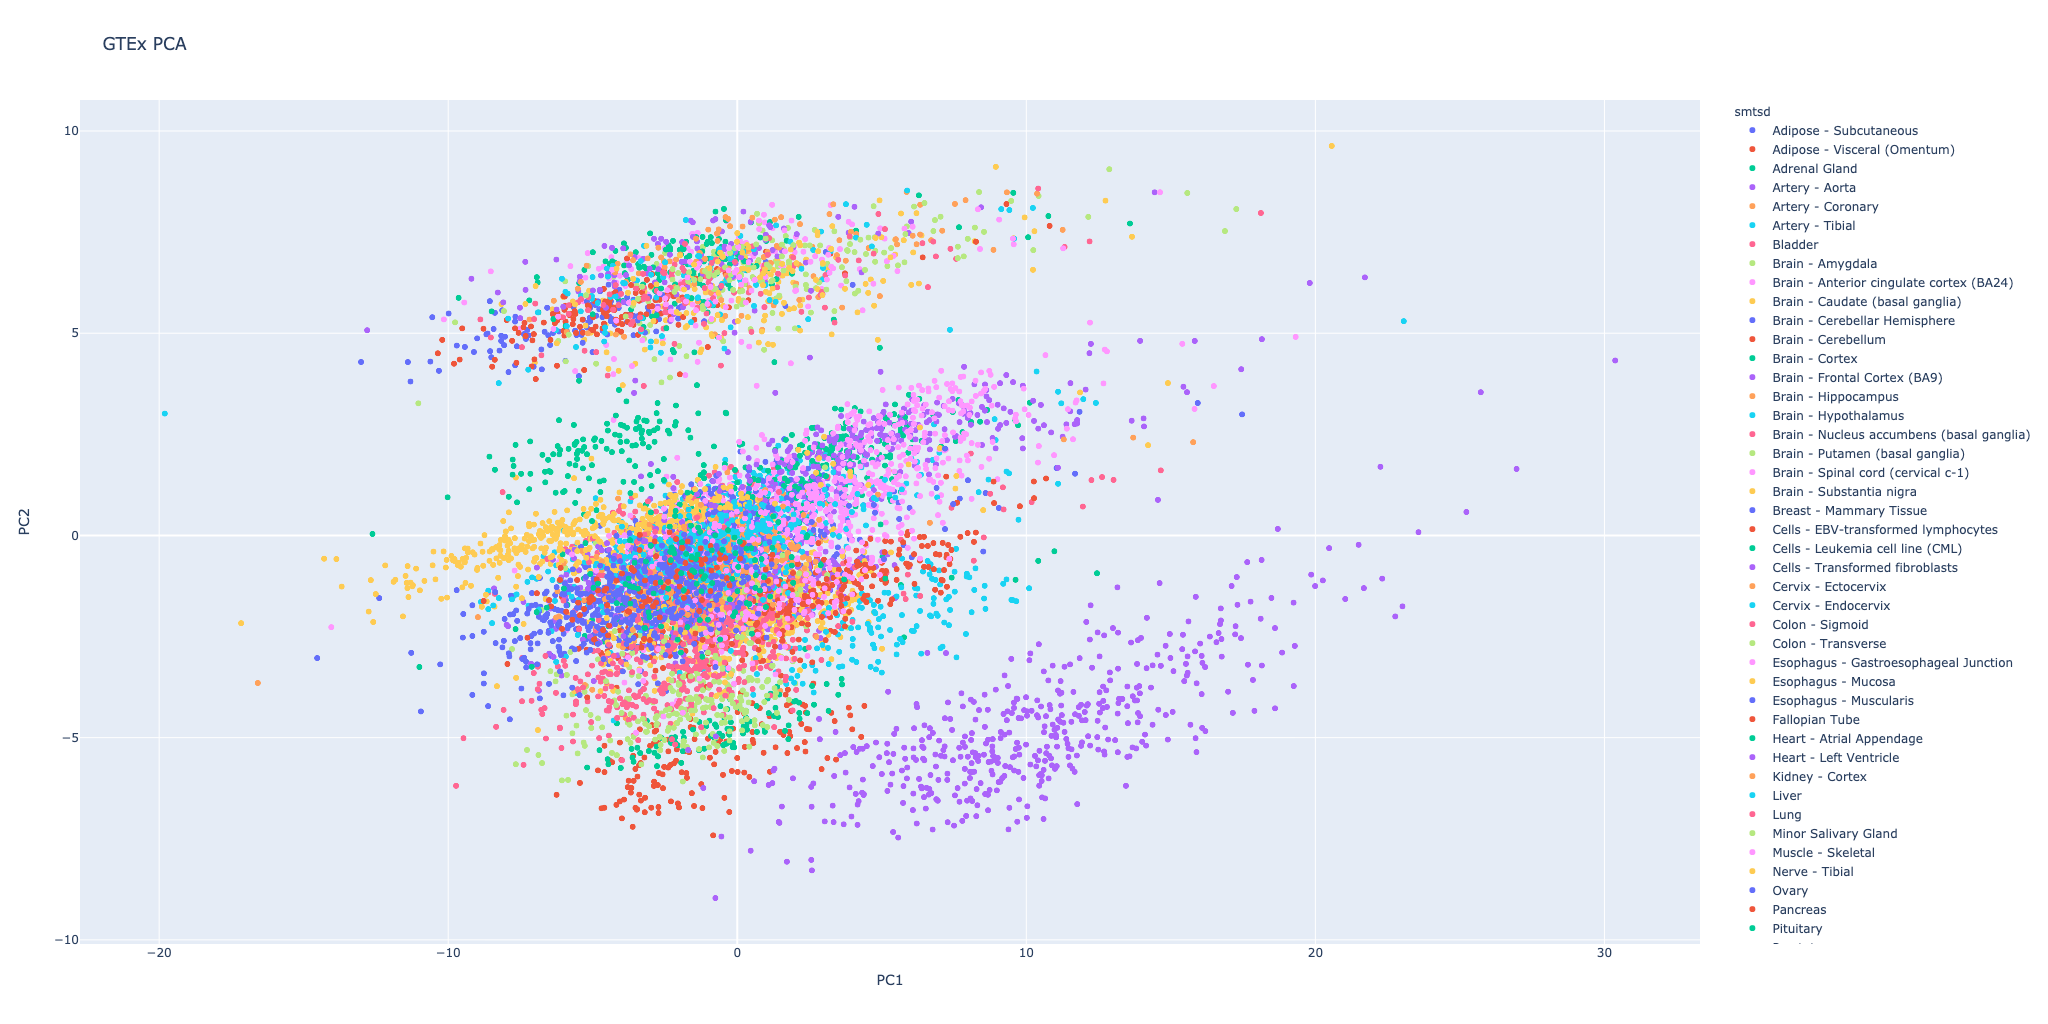 GTEx PCA
smtsd
Adipose - Subcutaneous
Adipose - Visceral (Omentum)
Adrenal Gland
Artery - Aorta
Artery - Coronary
Artery - Tibial
Bladder
Brain - Amygdala
Brain - Anterior cingulate cortex (BA24)
Brain - Caudate (basal ganglia)
Brain - Cerebellar Hemisphere
Brain - Cerebellum
Brain - Cortex
Brain - Frontal Cortex (BA9)
Brain - Hippocampus
Brain - Hypothalamus
Brain - Nucleus accumbens (basal ganglia)
Brain - Putamen (basal ganglia)
Brain - Spinal cord (cervical c-1)
Brain - Substantia nigra
Breast - Mammary Tissue
Cells - EBV-transformed lymphocytes
Cells - Leukemia cell line (CML)
Cells - Transformed fibroblasts
Cervix - Ectocervix
Cervix - Endocervix
Colon - Sigmoid
Colon - Transverse
Esophagus - Gastroesophageal Junction
Esophagus - Mucosa
Esophagus - Muscularis
Fallopian Tube
Heart - Atrial Appendage
Heart - Left Ventricle
Kidney - Cortex
Liver
Lung
Minor Salivary Gland
Muscle - Skeletal
Nerve - Tibial
Ovary
Pancreas
Pituitary
10
5
0
−5
−10
PC2
−20
−10
0
10
20
30
PC1